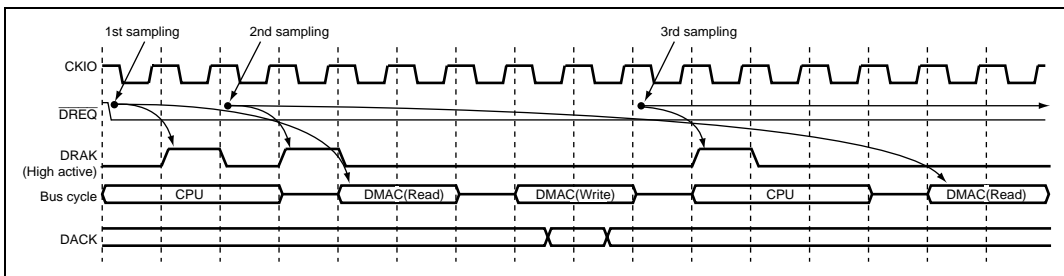 1st sampling 2nd sampling 3rd sampling
CKIO
DREQ
DRAK
(High active)
Bus cycle CPU DMAC(Read) DMAC(Write) CPU DMAC(Read)
DACK